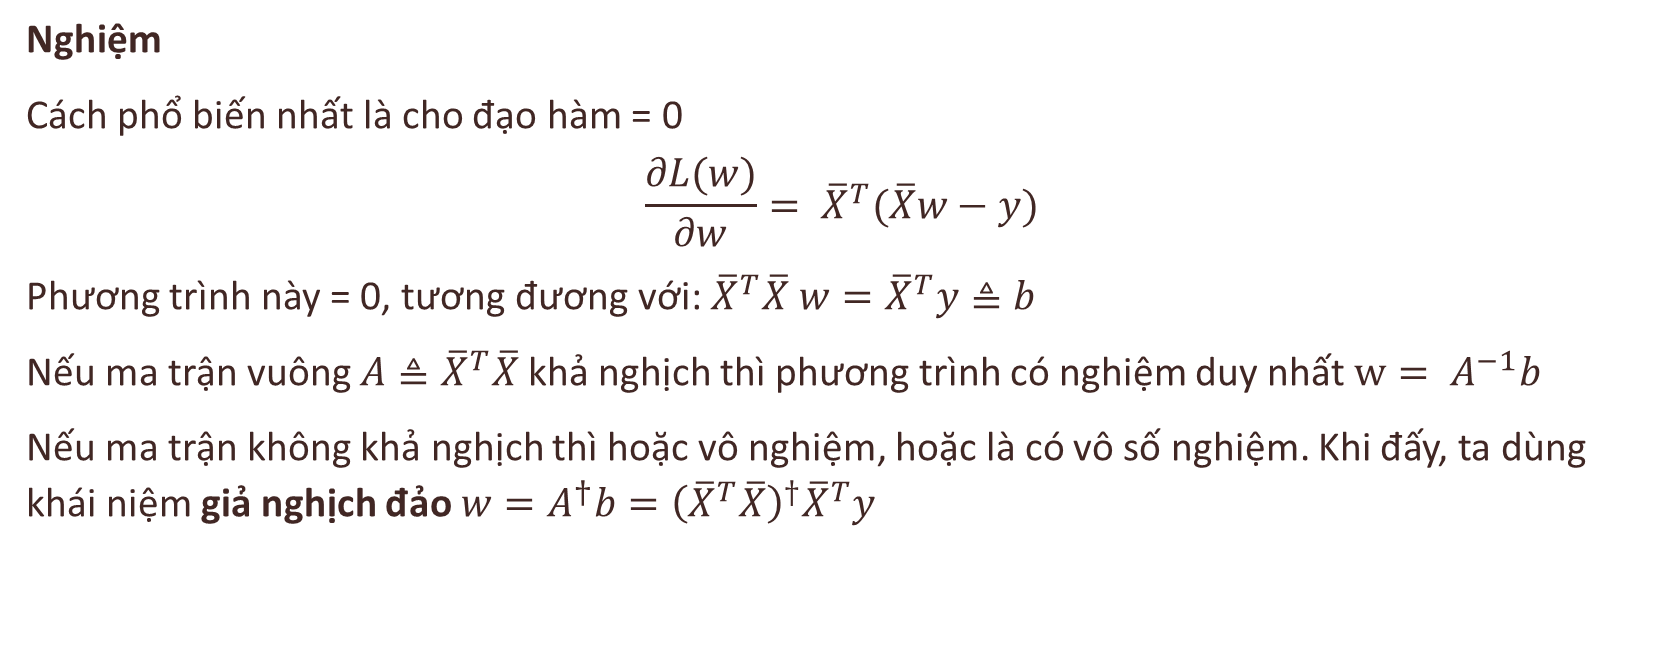 Nghiệm
Cách phổ biến nhất là cho đạo hàm = 0
∂L(w)/∂w = X̄ᵀ(X̄w − y)
Phương trình này = 0, tương đương với: X̄ᵀX̄ w = X̄ᵀy ≜ b
Nếu ma trận vuông A ≜ X̄ᵀX̄ khả nghịch thì phương trình có nghiệm duy nhất w = A⁻¹b
Nếu ma trận không khả nghịch thì hoặc vô nghiệm, hoặc là có vô số nghiệm. Khi đấy, ta dùng
khái niệm giả nghịch đảo w = A†b = (X̄ᵀX̄)†X̄ᵀy